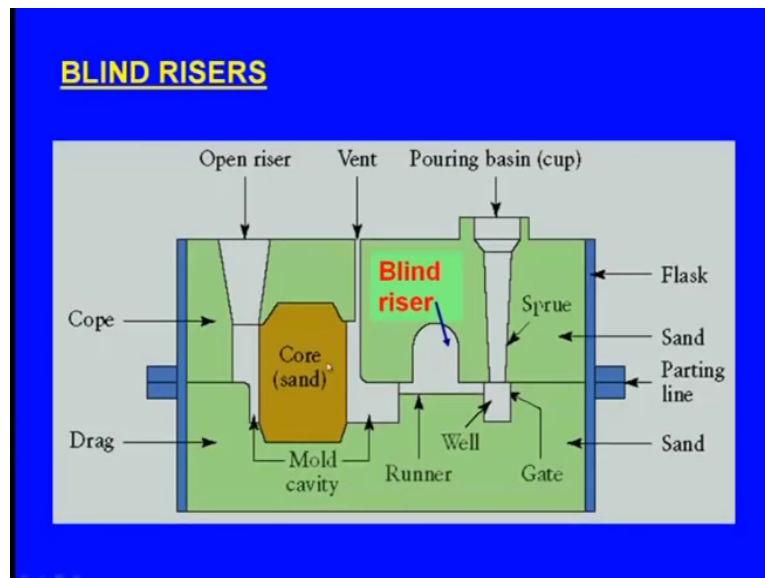 BLIND RISERS
Open riser
Vent
Pouring basin (cup)
Blind
riser
Flask
Sprue
Cope
Core
(sand)
Sand
Parting
line
Drag
Well
Sand
Mold
cavity
Runner
Gate